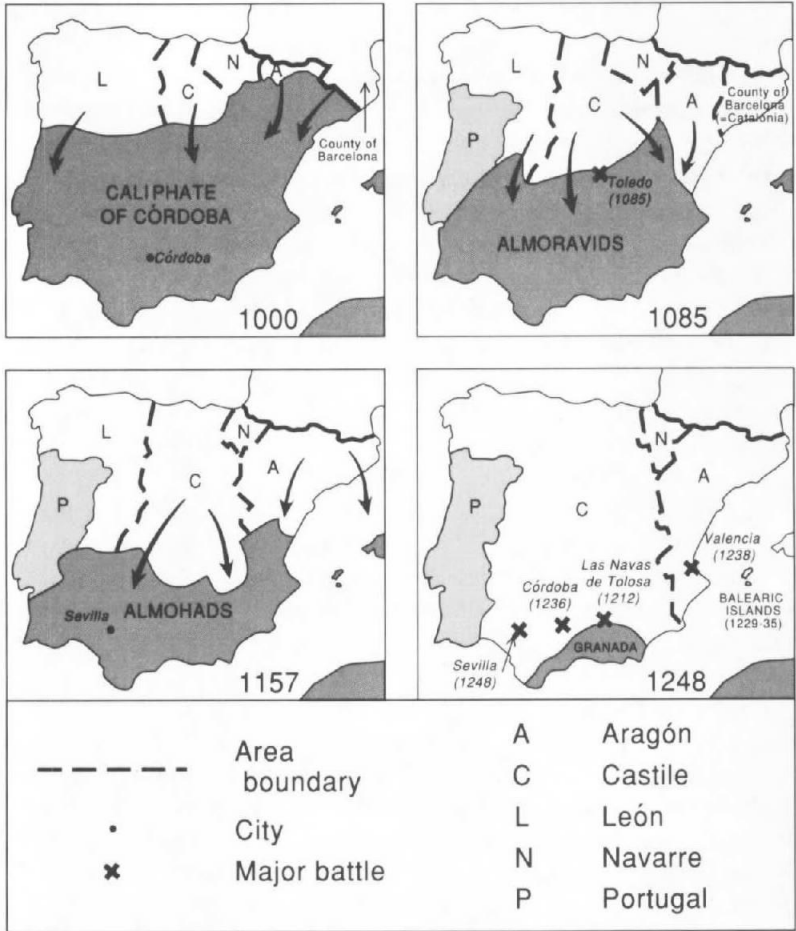 L
C
N
A
County of
Barcelona
CALIPHATE
OF CÓRDOBA
Córdoba
1000
L
P
C
N
A
County of
Barcelona
(=Catalonia)
Toledo
(1085)
ALMORAVIDS
1085
L
P
C
N
A
Sevilla
ALMOHADS
1157
P
C
N
A
Valencia
(1238)
Las Navas
de Tolosa
(1212)
Córdoba
(1236)
BALEARIC
ISLANDS
(1229-35)
GRANADA
Sevilla
(1248)
1248
Area
boundary
City
Major battle
A Aragón
C Castile
L León
N Navarre
P Portugal